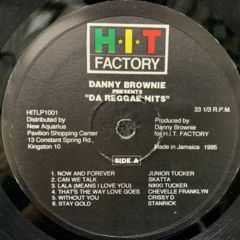 H·I·T
FACTORY
DANNY BROWNIE
PRESENTS
"DA REGGAE HITS"
HITLP1001
33 1/3 R.P.M.
Distributed by
New Aquarius
Pavilion Shopping Center
13 Constant Spring Rd.,
Kingston 10
Produced by
Danny Brownie
for H.I.T. FACTORY
SIDE A
Made in Jamaica 1995
1. NOW AND FOREVER JUNIOR TUCKER
2. CAN WE TALK SKATTA
3. LALA (MEANS I LOVE YOU) NIKKI TUCKER
4. THAT'S THE WAY LOVE GOES CHEVELLE FRANKLYN
5. WITHOUT YOU CRISSY D
6. STAY GOLD STANRICK